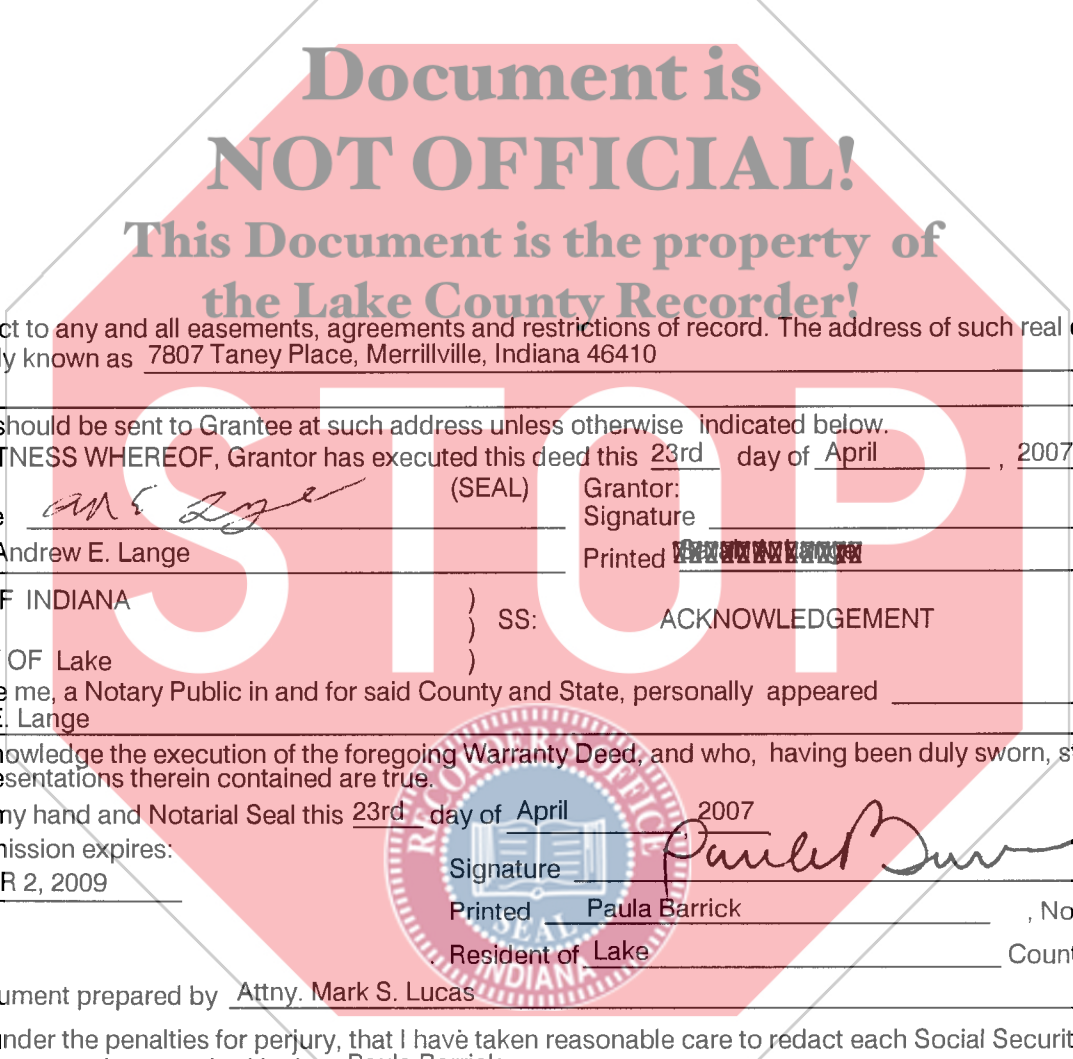 Document is
NOT OFFICIAL!
This Document is the property of
the Lake County Recorder!
ct to any and all easements, agreements and restrictions of record. The address of such real
ly known as 7807 Taney Place, Merrillville, Indiana 46410
STOP
should be sent to Grantee at such address unless otherwise indicated below.
TNESS WHEREOF, Grantor has executed this deed this 23rd day of April , 2007
(SEAL) Grantor:
e Signature
Andrew E. Lange Printed
F INDIANA )
) SS: ACKNOWLEDGEMENT
OF Lake )
e me, a Notary Public in and for said County and State, personally appeared
E. Lange
nowledge the execution of the foregoing Warranty Deed, and who, having been duly sworn, s
esentations therein contained are true.
my hand and Notarial Seal this 23rd day of April , 2007
mission expires:
Signature
R 2, 2009
Printed Paula Barrick , No
Resident of Lake Count
ument prepared by Attny. Mark S. Lucas
under the penalties for perjury, that I have taken reasonable care to redact each Social Securit
Paula Barrick
RECORDER'S OFFICE
SEAL
INDIANA